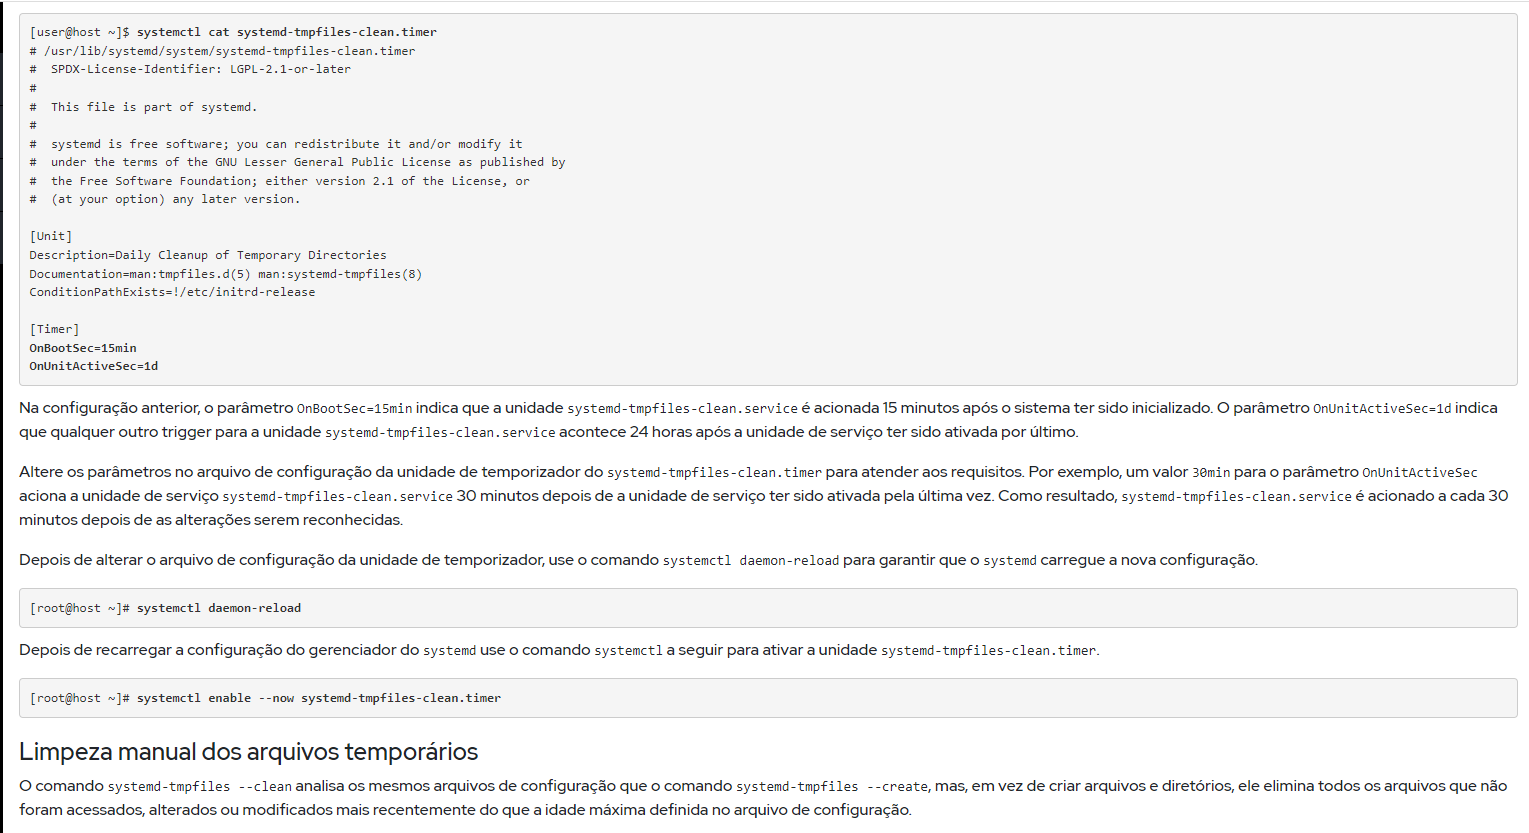 [user@host ~]$ systemctl cat systemd-tmpfiles-clean.timer
# /usr/lib/systemd/system/systemd-tmpfiles-clean.timer
#  SPDX-License-Identifier: LGPL-2.1-or-later
#
#  This file is part of systemd.
#
#  systemd is free software; you can redistribute it and/or modify it
#  under the terms of the GNU Lesser General Public License as published by
#  the Free Software Foundation; either version 2.1 of the License, or
#  (at your option) any later version.

[Unit]
Description=Daily Cleanup of Temporary Directories
Documentation=man:tmpfiles.d(5) man:systemd-tmpfiles(8)
ConditionPathExists=!/etc/initrd-release

[Timer]
OnBootSec=15min
OnUnitActiveSec=1d
Na configuração anterior, o parâmetro OnBootSec=15min indica que a unidade systemd-tmpfiles-clean.service é acionada 15 minutos após o sistema ter sido inicializado. O parâmetro OnUnitActiveSec=1d indica
que qualquer outro trigger para a unidade systemd-tmpfiles-clean.service acontece 24 horas após a unidade de serviço ter sido ativada por último.
Altere os parâmetros no arquivo de configuração da unidade de temporizador do systemd-tmpfiles-clean.timer para atender aos requisitos. Por exemplo, um valor 30min para o parâmetro OnUnitActiveSec
aciona a unidade de serviço systemd-tmpfiles-clean.service 30 minutos depois de a unidade de serviço ter sido ativada pela última vez. Como resultado, systemd-tmpfiles-clean.service é acionado a cada 30
minutos depois de as alterações serem reconhecidas.
Depois de alterar o arquivo de configuração da unidade de temporizador, use o comando systemctl daemon-reload para garantir que o systemd carregue a nova configuração.
[root@host ~]# systemctl daemon-reload
Depois de recarregar a configuração do gerenciador do systemd use o comando systemctl a seguir para ativar a unidade systemd-tmpfiles-clean.timer.
[root@host ~]# systemctl enable --now systemd-tmpfiles-clean.timer
Limpeza manual dos arquivos temporários
O comando systemd-tmpfiles --clean analisa os mesmos arquivos de configuração que o comando systemd-tmpfiles --create, mas, em vez de criar arquivos e diretórios, ele elimina todos os arquivos que não
foram acessados, alterados ou modificados mais recentemente do que a idade máxima definida no arquivo de configuração.